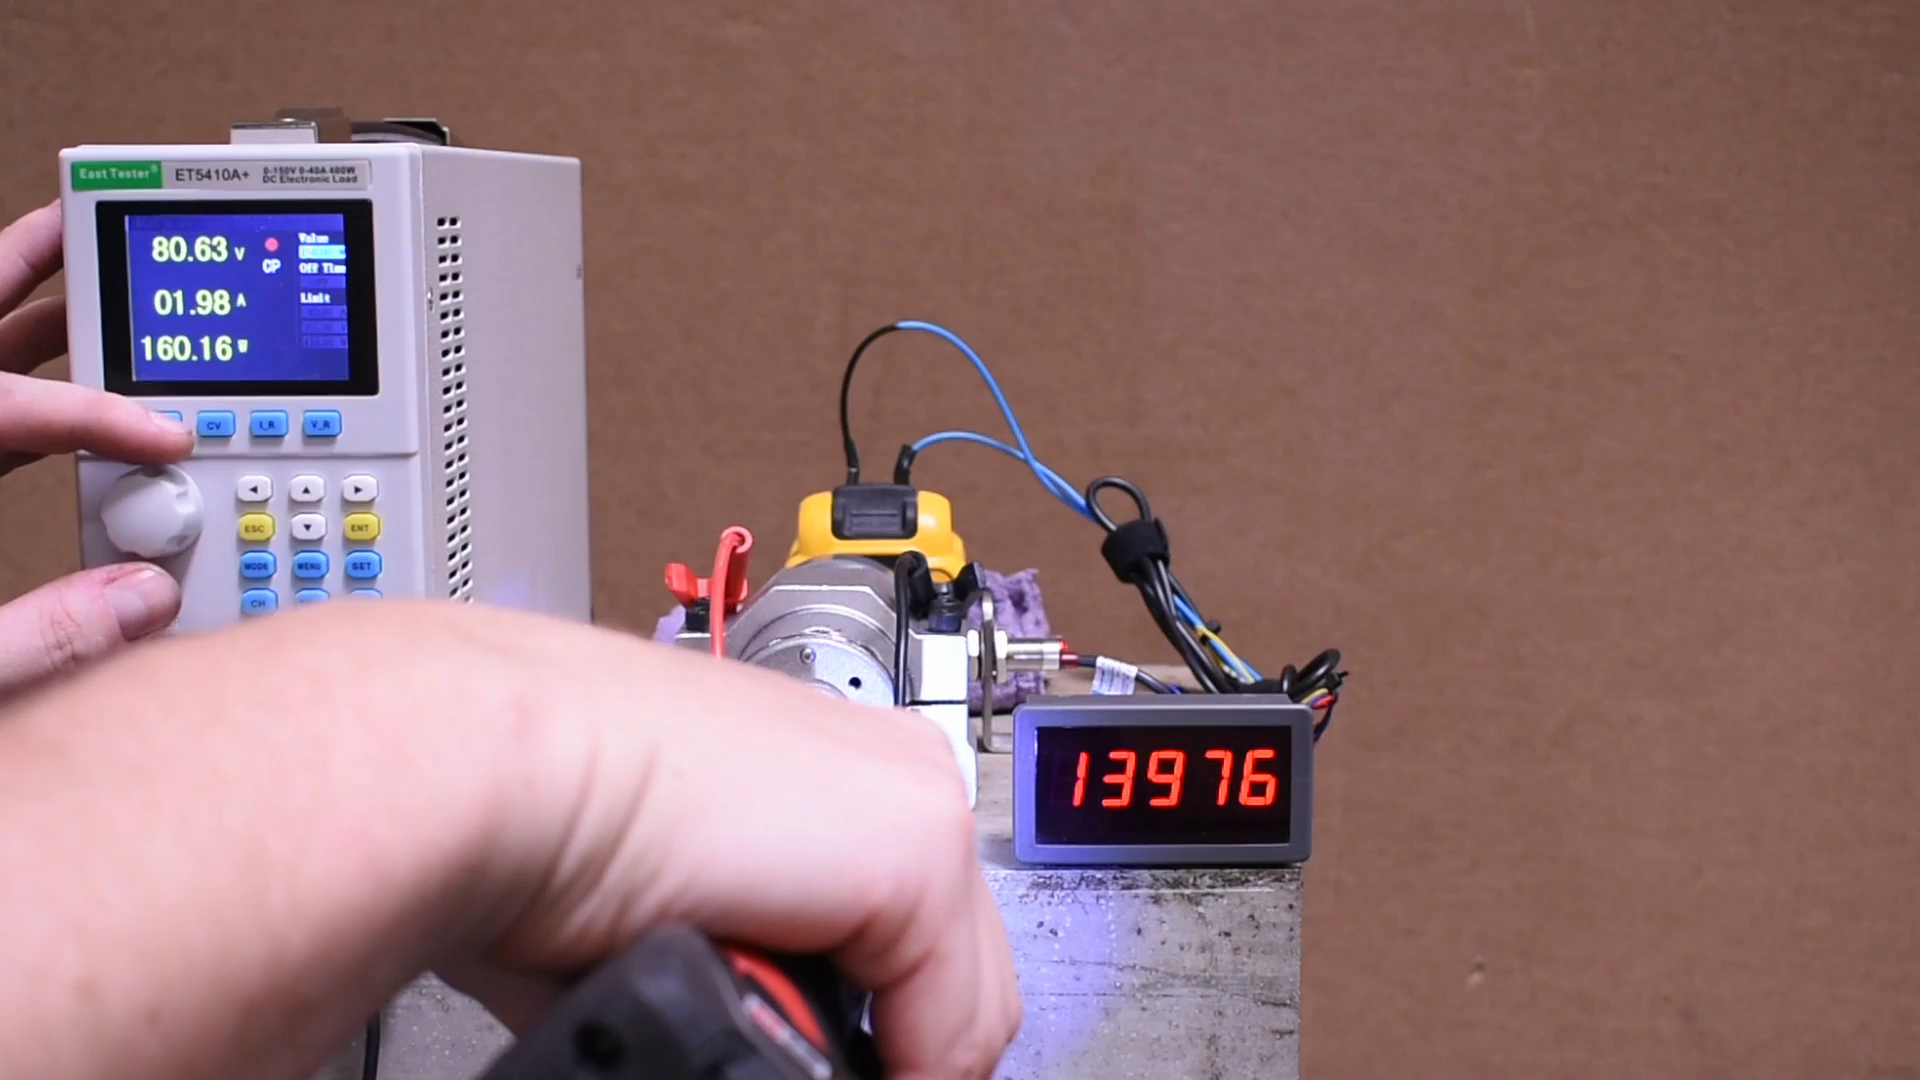 East Tester®
ET5410A+
0-150V 0-40A 400W
DC Electronic Load
80.63 V
CP
01.98 A
160.16 W
Value
Off Time
Limit
CV
I_R
V_R
ESC
ENT
MODE
MENU
SET
CH
13976